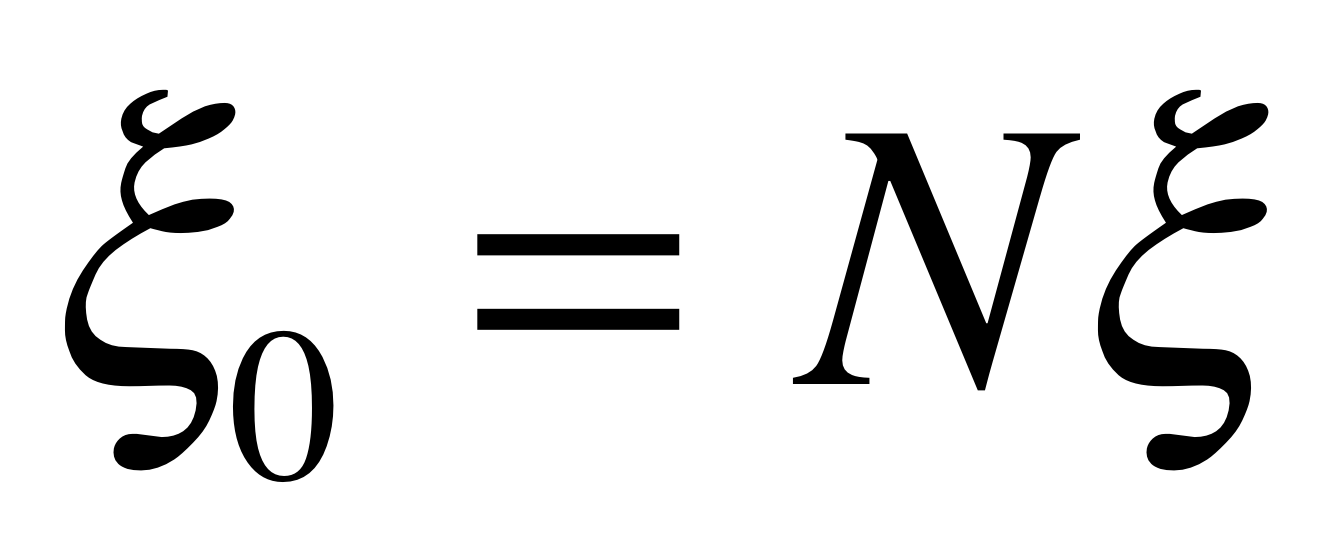 ξ₀ = Nξ